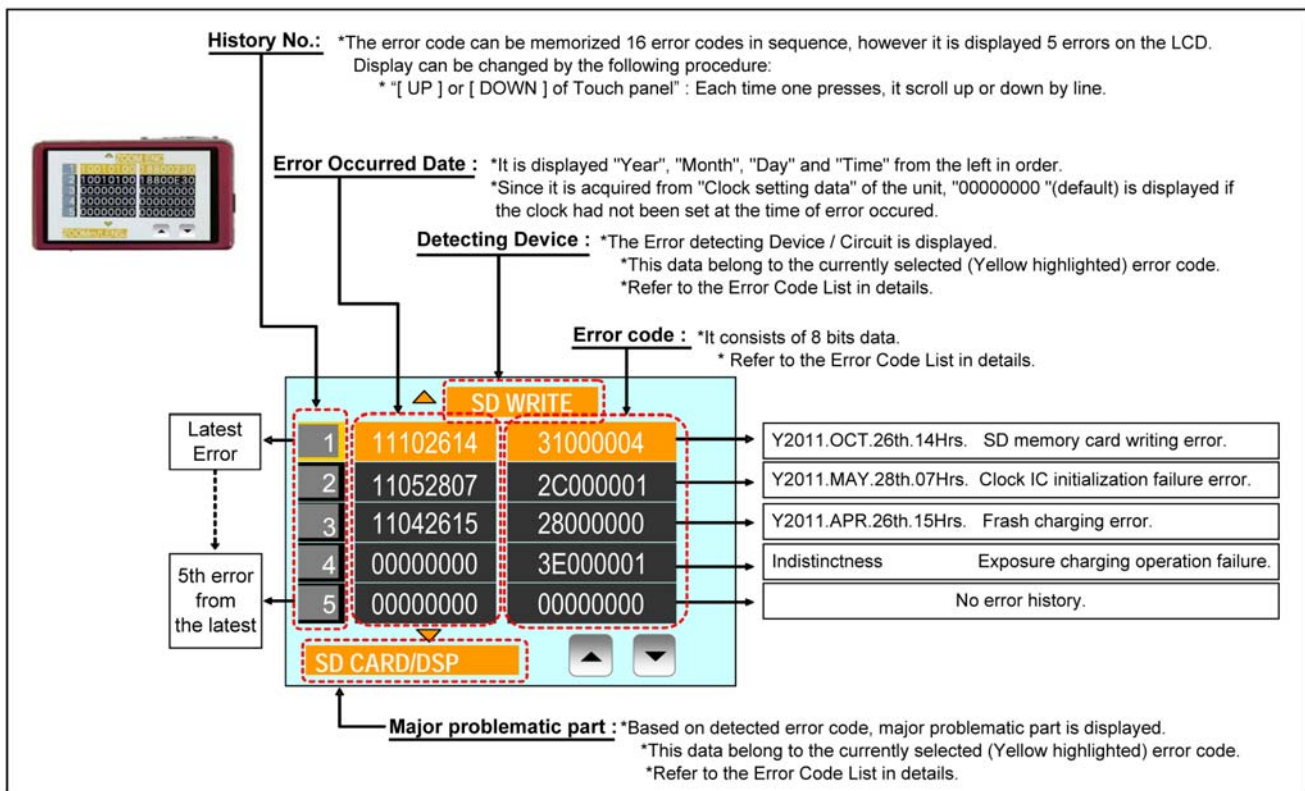 History No.: *The error code can be memorized 16 error codes in sequence, however it is displayed 5 errors on the LCD.
Display can be changed by the following procedure:
* "[ UP ] or [ DOWN ] of Touch panel" : Each time one presses, it scroll up or down by line.
Error Occurred Date : *It is displayed "Year", "Month", "Day" and "Time" from the left in order.
*Since it is acquired from "Clock setting data" of the unit, "00000000 "(default) is displayed if
the clock had not been set at the time of error occured.
Detecting Device : *The Error detecting Device / Circuit is displayed.
*This data belong to the currently selected (Yellow highlighted) error code.
*Refer to the Error Code List in details.
Error code : *It consists of 8 bits data.
* Refer to the Error Code List in details.
SD WRITE
Latest
Error
1 11102614 31000004 Y2011.OCT.26th.14Hrs. SD memory card writing error.
2 11052807 2C000001 Y2011.MAY.28th.07Hrs. Clock IC initialization failure error.
3 11042615 28000000 Y2011.APR.26th.15Hrs. Frash charging error.
4 00000000 3E000001 Indistinctness Exposure charging operation failure.
5 00000000 00000000 No error history.
5th error
from
the latest
SD CARD/DSP
Major problematic part : *Based on detected error code, major problematic part is displayed.
*This data belong to the currently selected (Yellow highlighted) error code.
*Refer to the Error Code List in details.